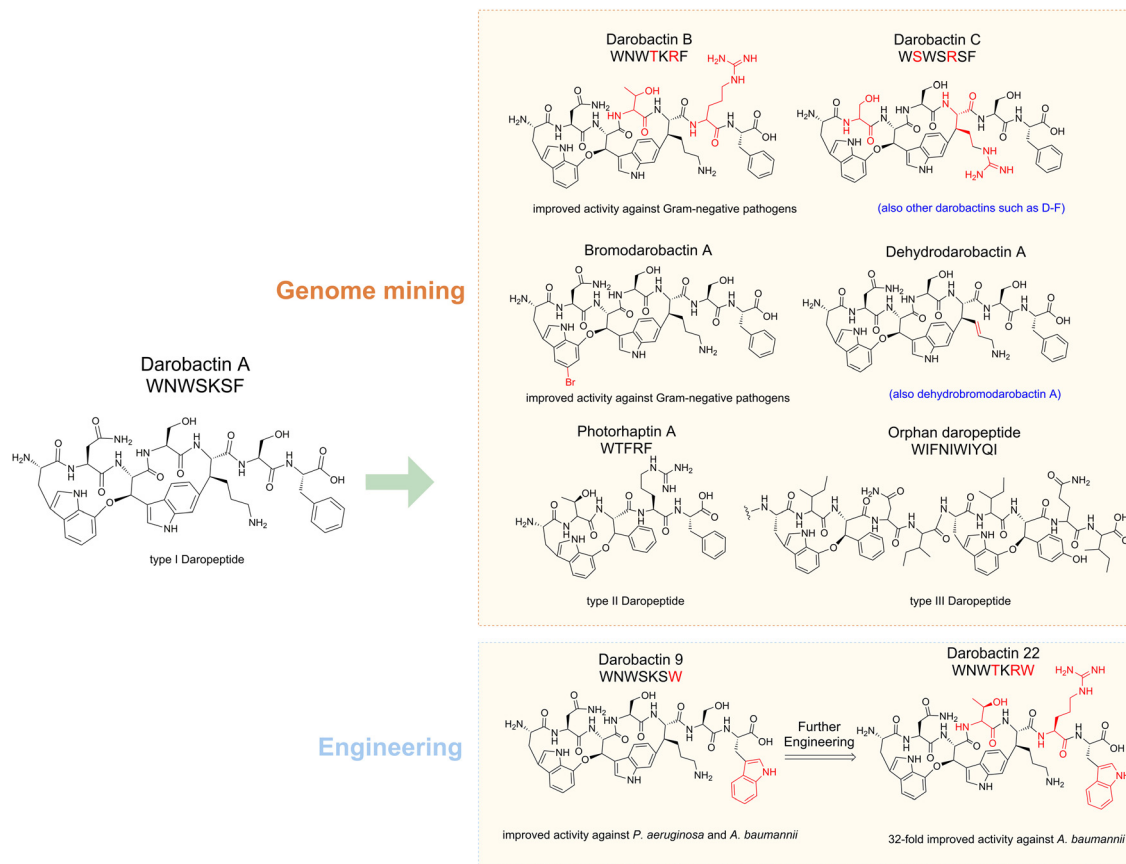 Darobactin A
WNWSKSF
type I Daropeptide
Genome mining
Darobactin B
WNWTKRF
improved activity against Gram-negative pathogens
Darobactin C
WSWSRSF
(also other darobactins such as D-F)
Bromodarobactin A
Br
improved activity against Gram-negative pathogens
Dehydrodarobactin A
(also dehydrobromodarobactin A)
Photorhaptin A
WTFRF
type II Daropeptide
Orphan daropeptide
WIFNIWIYQI
type III Daropeptide
Engineering
Darobactin 9
WNWSKSW
improved activity against P. aeruginosa and A. baumannii
Further
Engineering
Darobactin 22
WNWTKRW
32-fold improved activity against A. baumannii